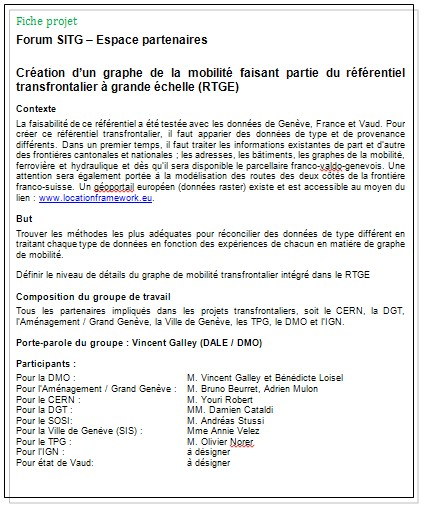 Fiche projet
Forum SITG – Espace partenaires
Création d'un graphe de la mobilité faisant partie du référentiel
transfrontalier à grande échelle (RTGE)
Contexte
La faisabilité de ce référentiel a été testée avec les données de Genève, France et Vaud. Pour
créer ce référentiel transfrontalier, il faut apparier des données de type et de provenance
différents. Dans un premier temps, il faut traiter les informations existantes de part et d'autre
des frontières cantonales et nationales ; les adresses, les bâtiments, les graphes de la mobilité,
ferroviaire et hydraulique et dès qu'il sera disponible le parcellaire franco-valdo-genevois. Une
attention sera également portée à la modélisation des routes des deux côtés de la frontière
franco-suisse. Un géoportail européen (données raster) existe et est accessible au moyen du
lien : www.locationframework.eu.
But
Trouver les méthodes les plus adéquates pour réconcilier des données de type différent en
traitant chaque type de données en fonction des expériences de chacun en matière de graphe
de mobilité.
Définir le niveau de détails du graphe de mobilité transfrontalier intégré dans le RTGE
Composition du groupe de travail
Tous les partenaires impliqués dans les projets transfrontaliers, soit le CERN, la DGT,
l'Aménagement / Grand Genève, la Ville de Genève, les TPG, le DMO et l'IGN.
Porte-parole du groupe : Vincent Galley (DALE / DMO)
Participants :
Pour la DMO : M. Vincent Galley et Bénédicte Loisel
Pour l'Aménagement / Grand Genève : M. Bruno Beurret, Adrien Mulon
Pour le CERN : M. Youri Robert
Pour la DGT : MM. Damien Cataldi
Pour le SOSI: M. Andréas Stussi
Pour la Ville de Genève (SIS) : Mme Annie Velez
Pour le TPG : M. Olivier Norer
Pour l'IGN : à désigner
Pour état de Vaud: à désigner